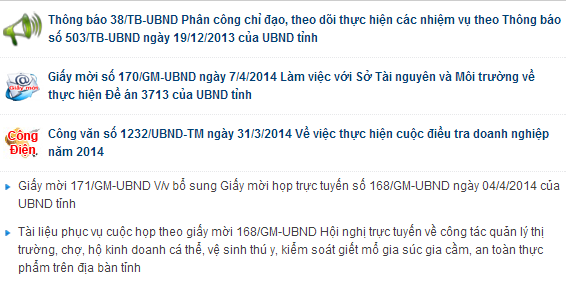 Thông báo 38/TB-UBND Phân công chỉ đạo, theo dõi thực hiện các nhiệm vụ theo Thông báo
số 503/TB-UBND ngày 19/12/2013 của UBND tỉnh
Giấy mời
Giấy mời số 170/GM-UBND ngày 7/4/2014 Làm việc với Sở Tài nguyên và Môi trường về
thực hiện Đề án 3713 của UBND tỉnh
Công
Điện
Công văn số 1232/UBND-TM ngày 31/3/2014 Về việc thực hiện cuộc điều tra doanh nghiệp
năm 2014
Giấy mời 171/GM-UBND V/v bổ sung Giấy mời họp trực tuyến số 168/GM-UBND ngày 04/4/2014 của
UBND tỉnh
Tài liệu phục vụ cuộc họp theo giấy mời 168/GM-UBND Hội nghị trực tuyến về công tác quản lý thị
trường, chợ, hộ kinh doanh cá thể, vệ sinh thú y, kiểm soát giết mổ gia súc gia cầm, an toàn thực
phẩm trên địa bàn tỉnh